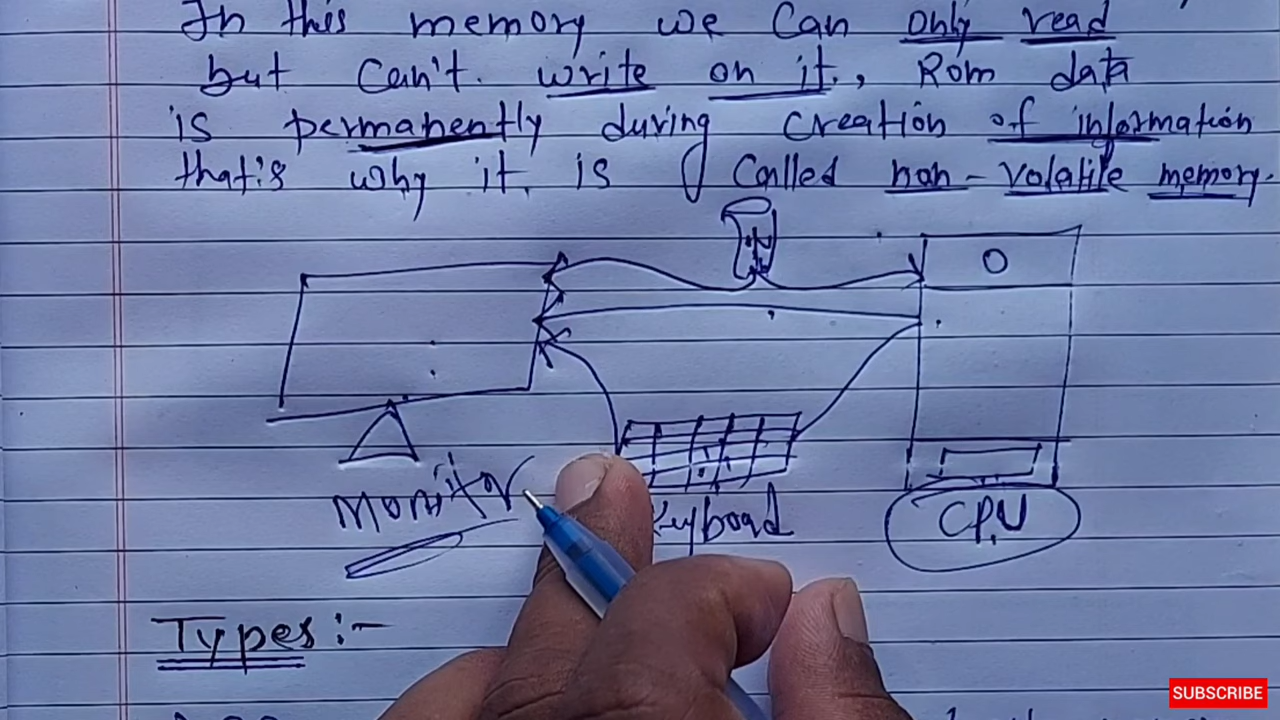 In this memory we can only read
but can't. write on it., Rom data
is permanently during creation of information
that's why it. is called non-volatile memory.
Monitor
Keyboard
CPU
Types:-
SUBSCRIBE